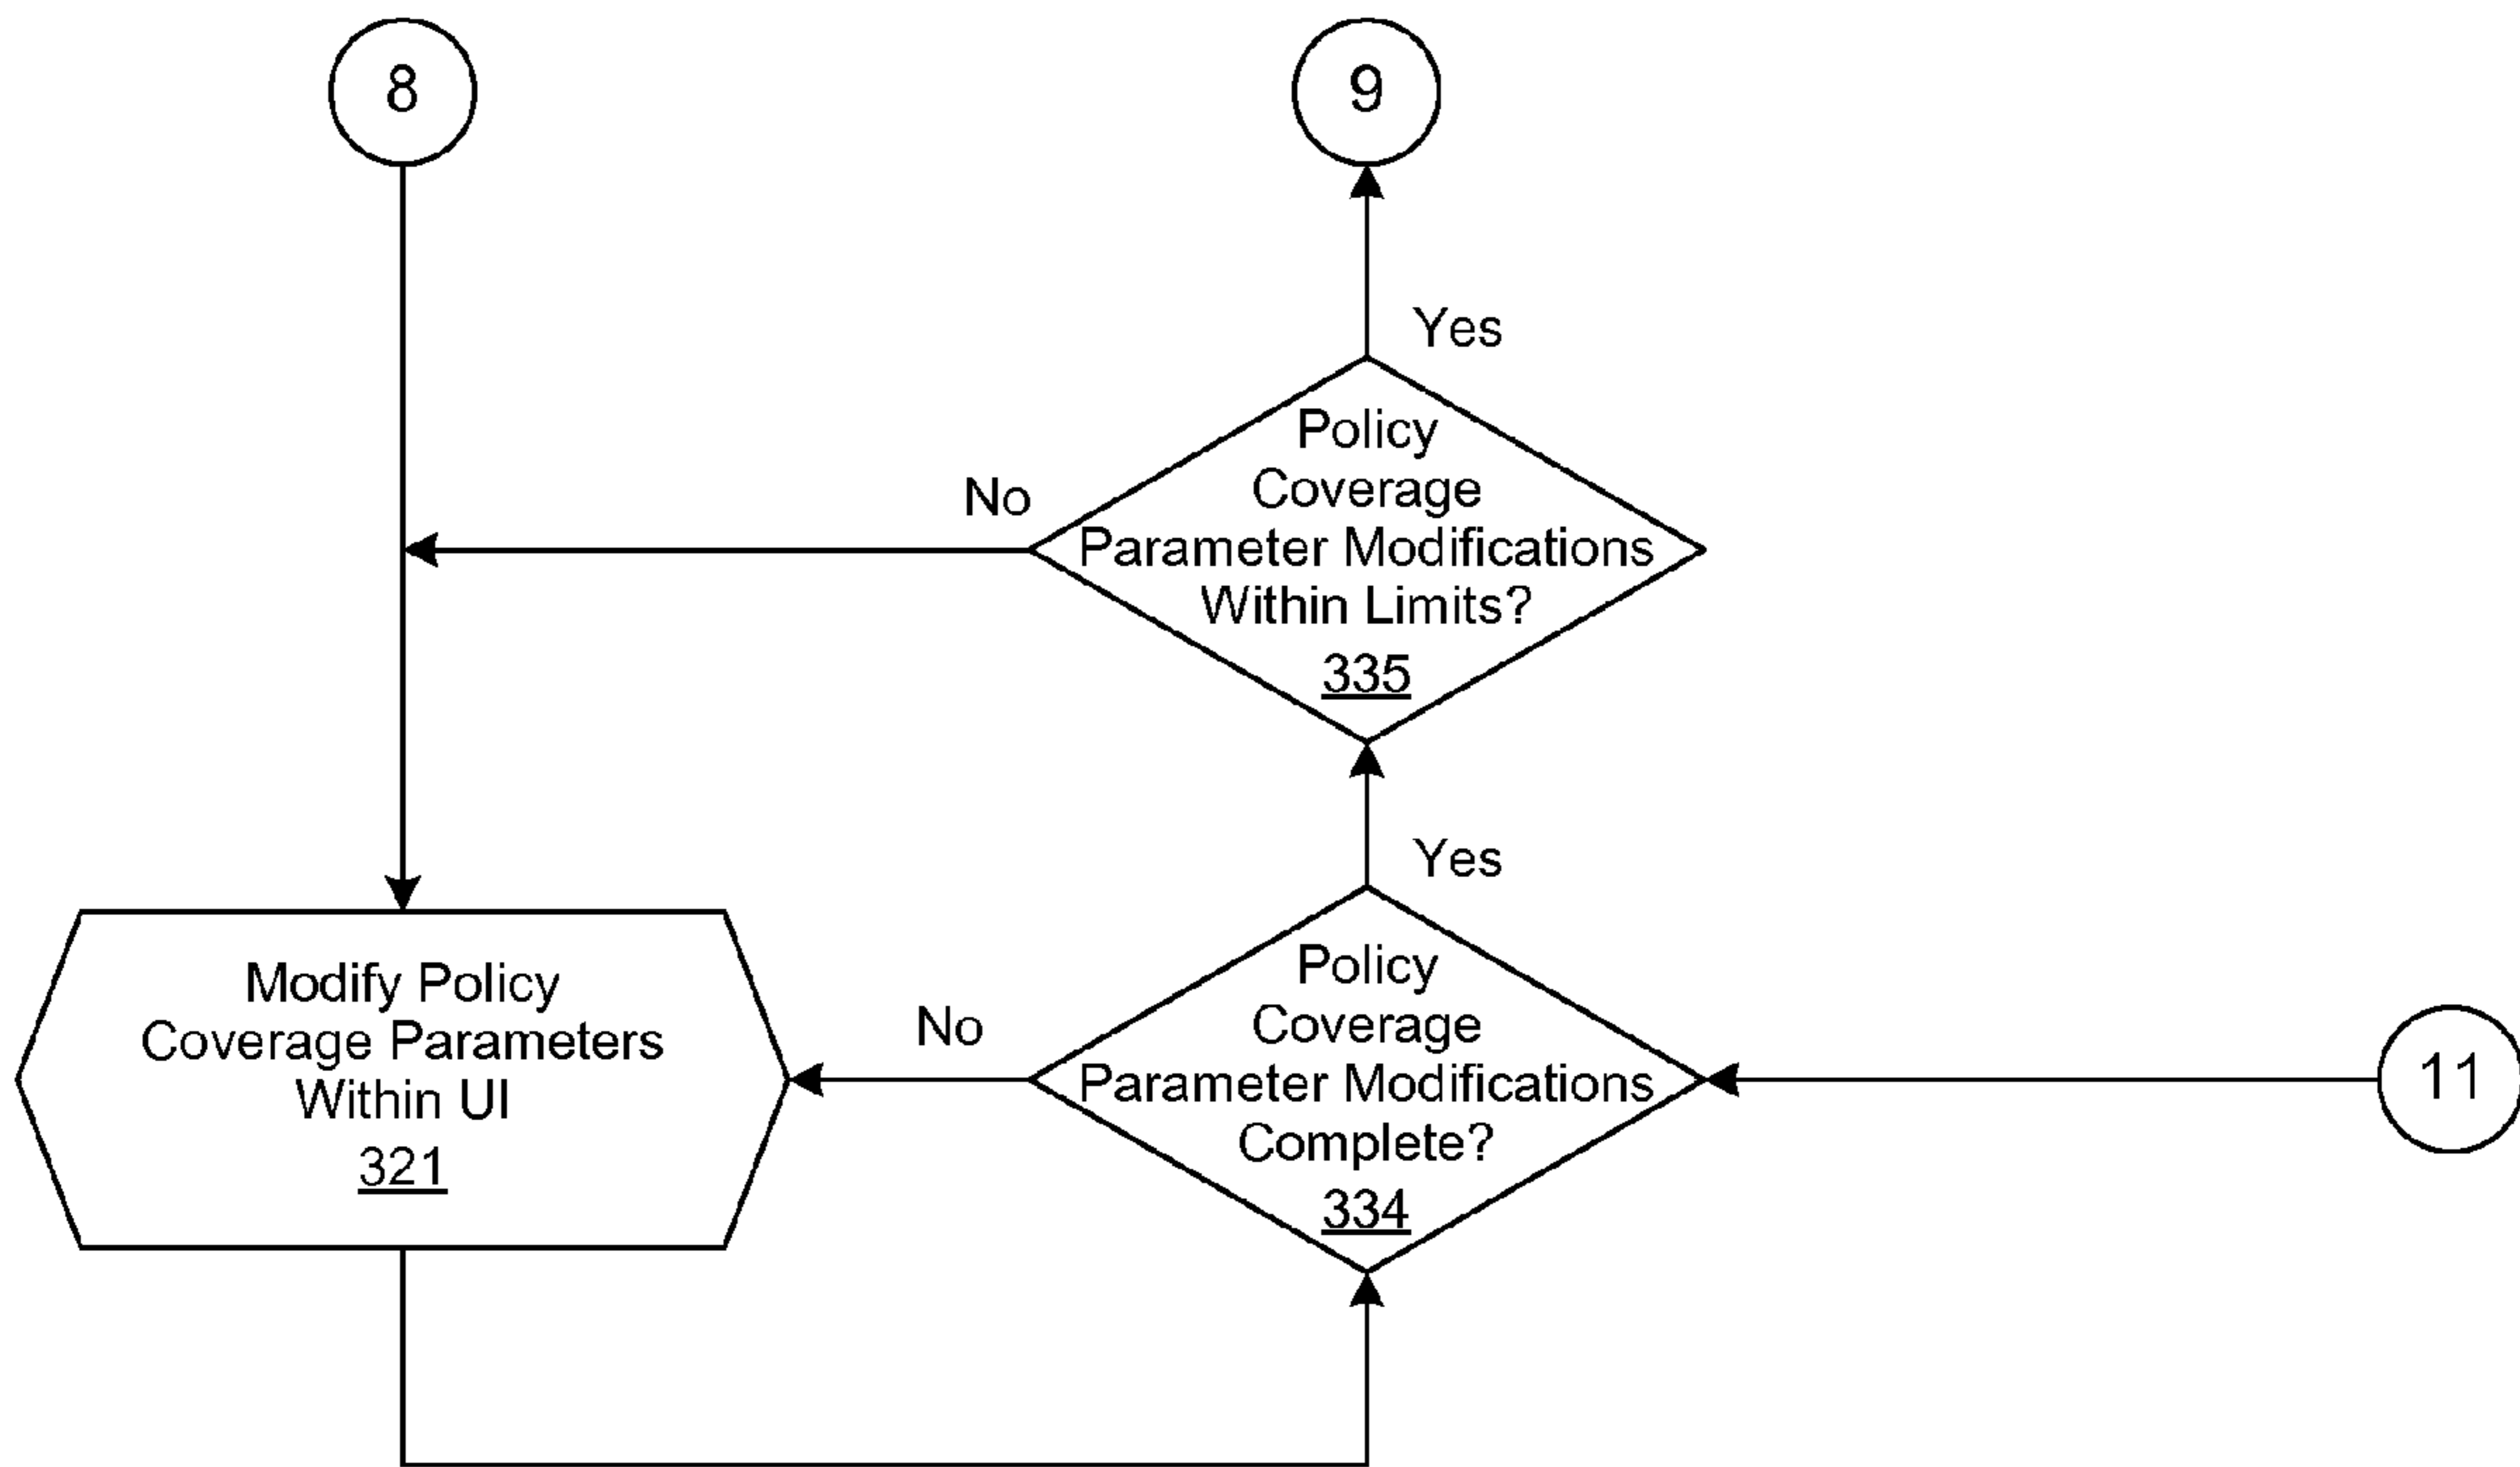 8
9
Yes
Policy
Coverage
Parameter Modifications
Within Limits?
335
No
Yes
Modify Policy
Coverage Parameters
Within UI
321
No
Policy
Coverage
Parameter Modifications
Complete?
334
11